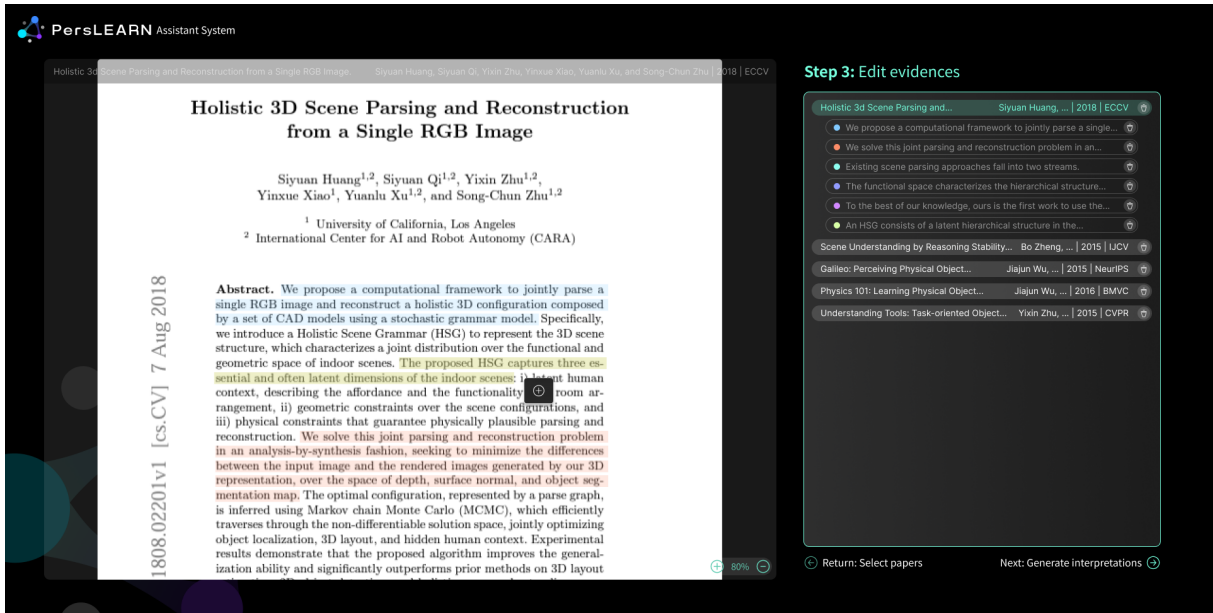 PersLEARN Assistant System
Holistic 3d Scene Parsing and Reconstruction from a Single RGB Image. Siyuan Huang, Siyuan Qi, Yixin Zhu, Yinxue Xiao, Yuanlu Xu, and Song-Chun Zhu | 2018 | ECCV
Holistic 3D Scene Parsing and Reconstruction
from a Single RGB Image
Siyuan Huang1,2, Siyuan Qi1,2, Yixin Zhu1,2,
Yinxue Xiao1, Yuanlu Xu1,2, and Song-Chun Zhu1,2
1 University of California, Los Angeles
2 International Center for AI and Robot Autonomy (CARA)
1808.02201v1 [cs.CV] 7 Aug 2018
Abstract. We propose a computational framework to jointly parse a
single RGB image and reconstruct a holistic 3D configuration composed
by a set of CAD models using a stochastic grammar model. Specifically,
we introduce a Holistic Scene Grammar (HSG) to represent the 3D scene
structure, which characterizes a joint distribution over the functional and
geometric space of indoor scenes. The proposed HSG captures three es-
sential and often latent dimensions of the indoor scenes: i) latent human
context, describing the affordance and the functionality room ar-
rangement, ii) geometric constraints over the scene configurations, and
iii) physical constraints that guarantee physically plausible parsing and
reconstruction. We solve this joint parsing and reconstruction problem
in an analysis-by-synthesis fashion, seeking to minimize the differences
between the input image and the rendered images generated by our 3D
representation, over the space of depth, surface normal, and object seg-
mentation map. The optimal configuration, represented by a parse graph,
is inferred using Markov chain Monte Carlo (MCMC), which efficiently
traverses through the non-differentiable solution space, jointly optimizing
object localization, 3D layout, and hidden human context. Experimental
results demonstrate that the proposed algorithm improves the general-
ization ability and significantly outperforms prior methods on 3D layout
80%
Step 3: Edit evidences
Holistic 3d Scene Parsing and... Siyuan Huang, ... | 2018 | ECCV
We propose a computational framework to jointly parse a single...
We solve this joint parsing and reconstruction problem in an...
Existing scene parsing approaches fall into two streams.
The functional space characterizes the hierarchical structure...
To the best of our knowledge, ours is the first work to use the...
An HSG consists of a latent hierarchical structure in the...
Scene Understanding by Reasoning Stability... Bo Zheng, ... | 2015 | IJCV
Galileo: Perceiving Physical Object... Jiajun Wu, ... | 2015 | NeurIPS
Physics 101: Learning Physical Object... Jiajun Wu, ... | 2016 | BMVC
Understanding Tools: Task-oriented Object... Yixin Zhu, ... | 2015 | CVPR
Return: Select papers
Next: Generate interpretations